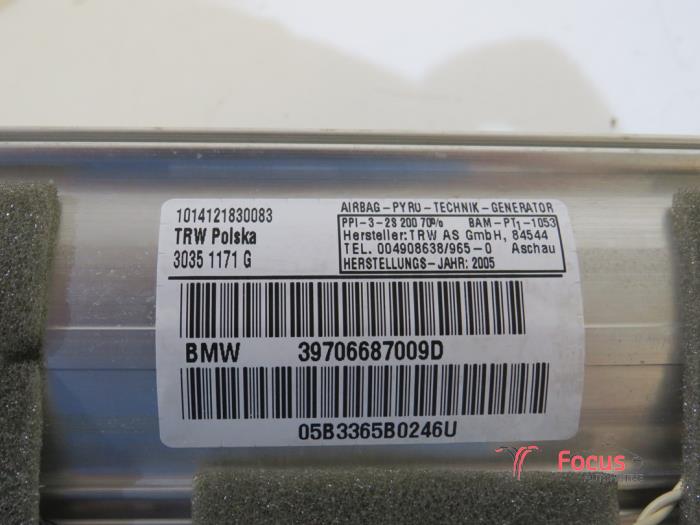 1014121830083
TRW Polska
3035 1171 G
AIRBAG-PYRO-TECHNIK-GENERATOR
PPI-3-2S 200 70% BAM-PT1-1053
Hersteller:TRW AS GmbH, 84544
TEL. 004908638/965-0 Aschau
HERSTELLUNGS-JAHR: 2005
BMW 39706687009D
05B3365B0246U
Focus